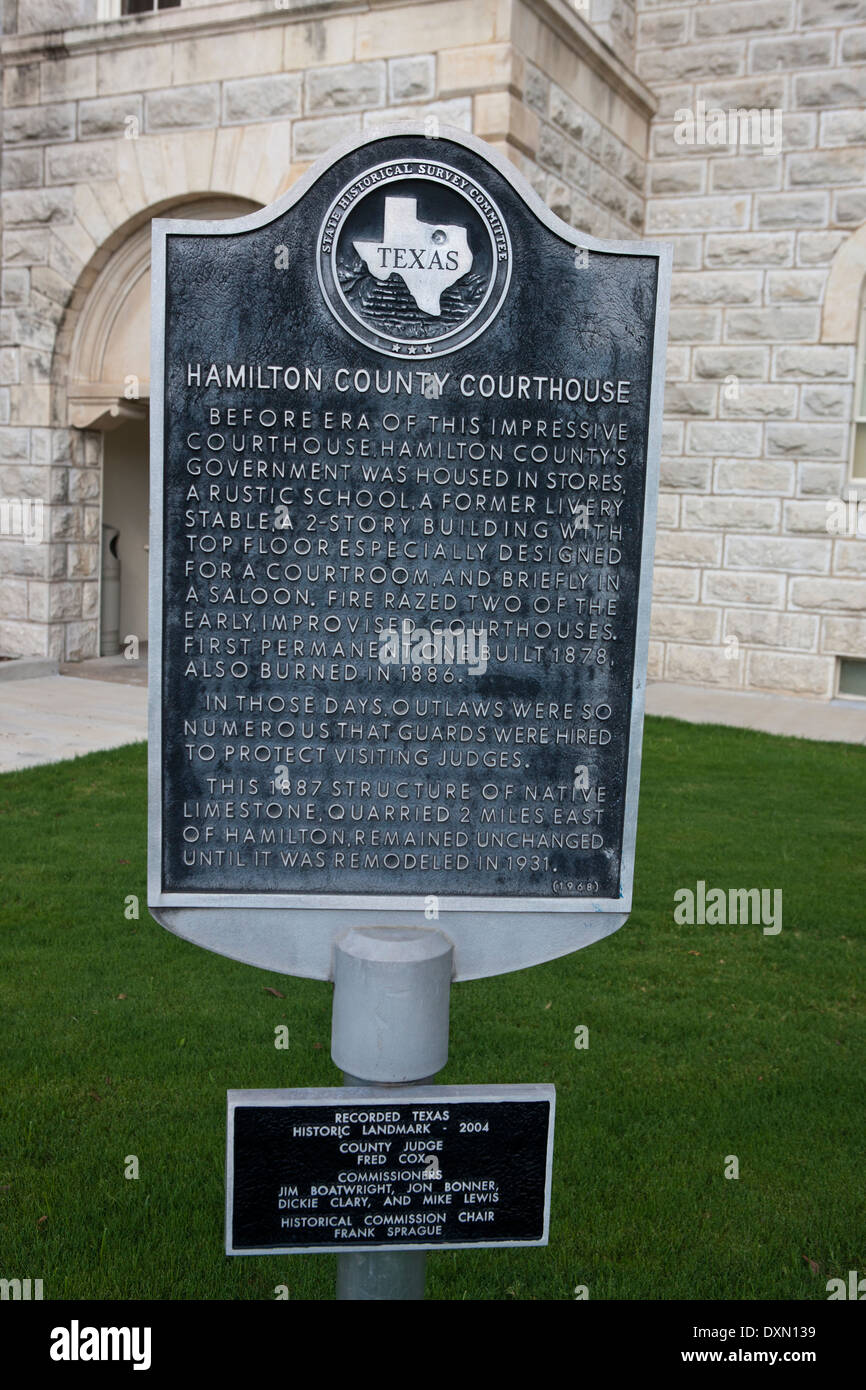 STATE HISTORICAL SURVEY COMMITTEE
TEXAS
HAMILTON COUNTY COURTHOUSE
BEFORE ERA OF THIS IMPRESSIVE
COURTHOUSE, HAMILTON COUNTY'S
GOVERNMENT WAS HOUSED IN STORES,
A RUSTIC SCHOOL, A FORMER LIVERY
STABLE, A 2-STORY BUILDING WITH
TOP FLOOR ESPECIALLY DESIGNED
FOR A COURTROOM, AND BRIEFLY IN
A SALOON. FIRE RAZED TWO OF THE
EARLY, IMPROVISED COURTHOUSES.
FIRST PERMANENT ONE BUILT 1878,
ALSO BURNED IN 1886.
IN THOSE DAYS, OUTLAWS WERE SO
NUMEROUS THAT GUARDS WERE HIRED
TO PROTECT VISITING JUDGES.
THIS 1887 STRUCTURE OF NATIVE
LIMESTONE, QUARRIED 2 MILES EAST
OF HAMILTON, REMAINED UNCHANGED
UNTIL IT WAS REMODELED IN 1931.
(1968)
RECORDED TEXAS
HISTORIC LANDMARK - 2004
COUNTY JUDGE
FRED COX
COMMISSIONERS
JIM BOATWRIGHT, JON BONNER,
DICKIE CLARY, AND MIKE LEWIS
HISTORICAL COMMISSION CHAIR
FRANK SPRAGUE
alamy
Image ID: DXN139
www.alamy.com